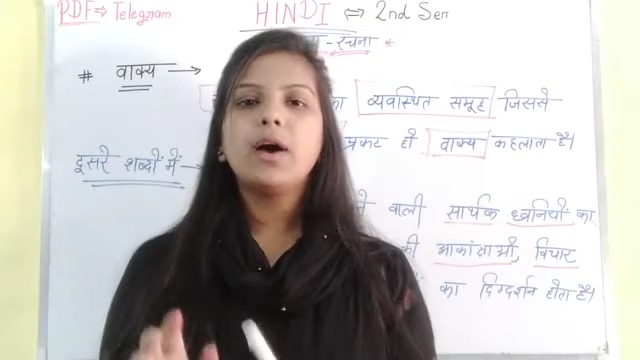 PDF⇒ Telegram HINDI ⇔ 2nd Sem
- रचना *
# वाक्य →
व्यवस्थित समूह जिससे
प्रकट हो वाक्य कहलाता है।
दूसरे शब्दों में →
वाली सार्थक ध्वनियों का
की आकांक्षाओं, विचार
का दिग्दर्शन होता है।